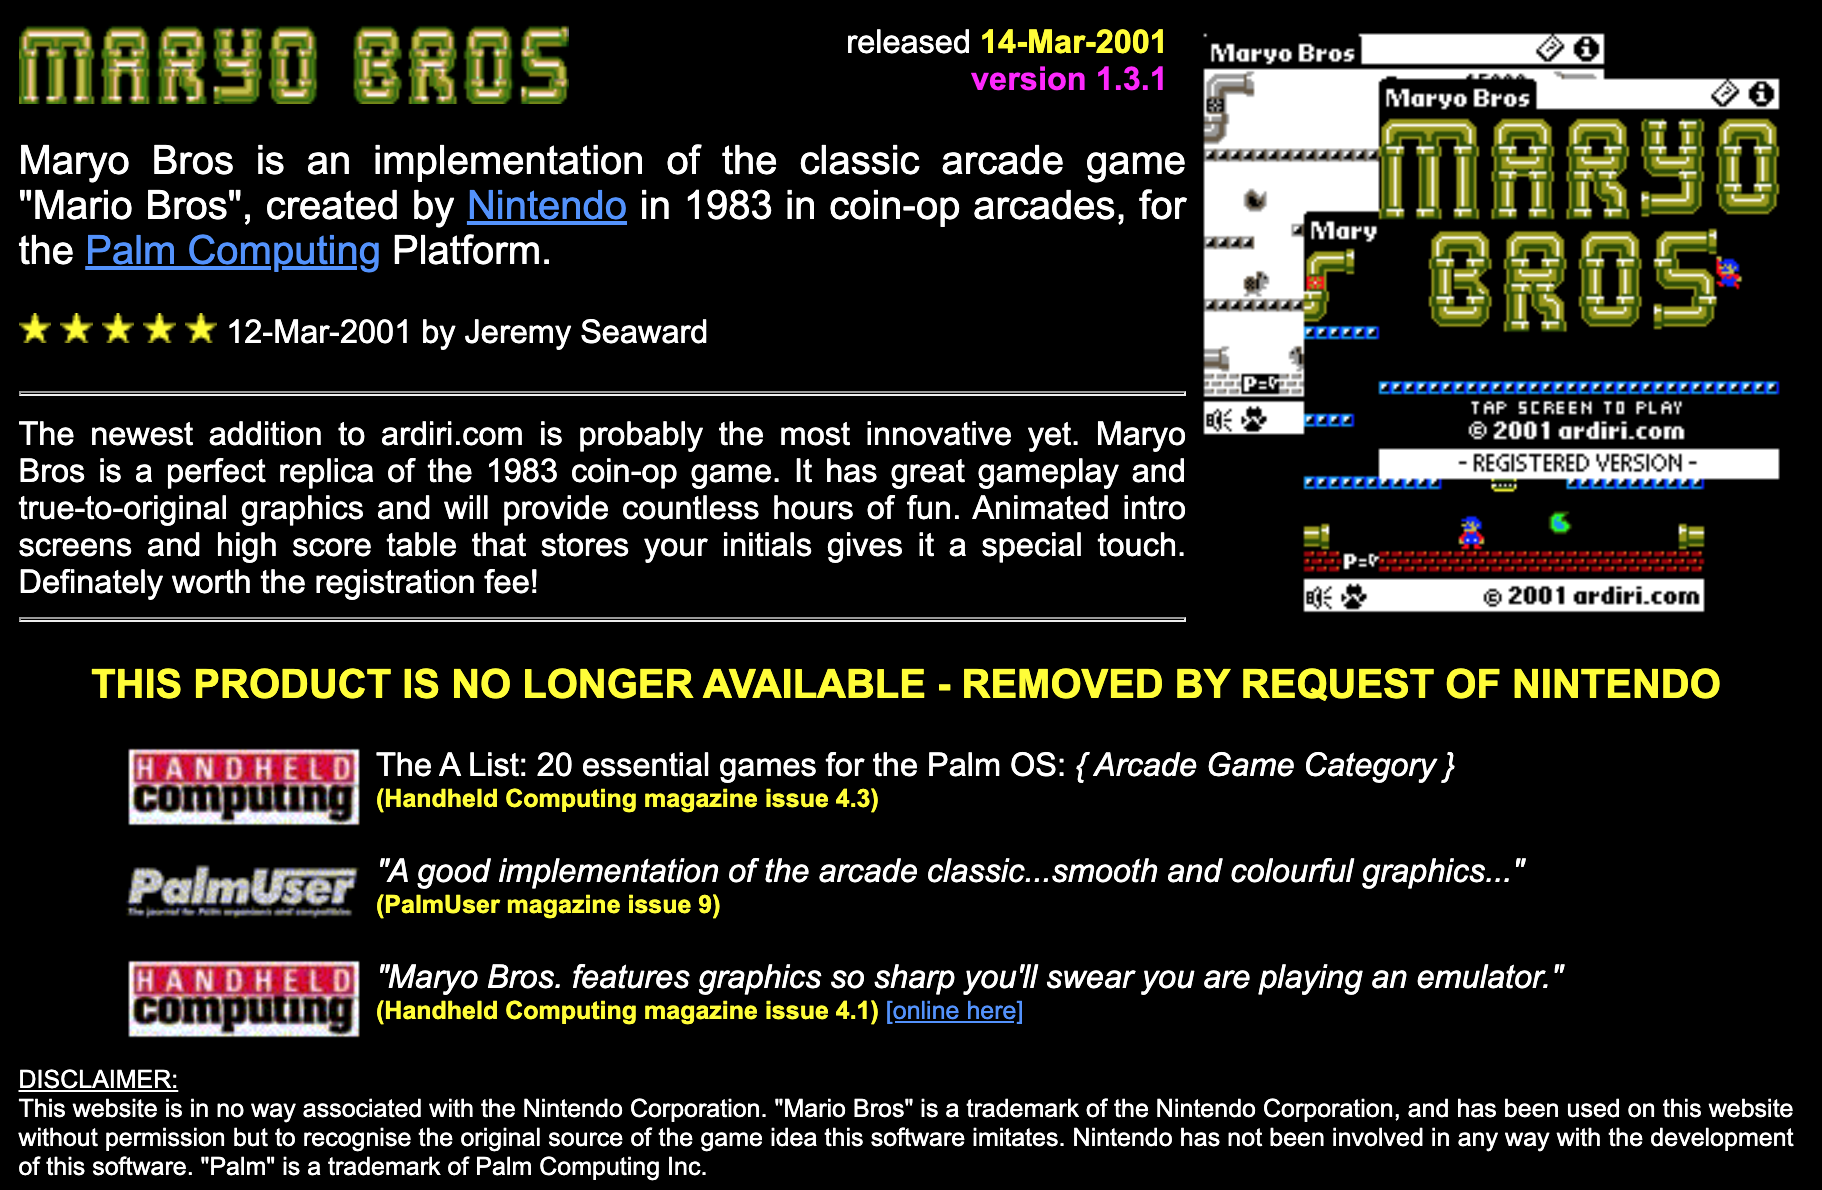 MARYO BROS
released 14-Mar-2001
version 1.3.1
Maryo Bros is an implementation of the classic arcade game
"Mario Bros", created by Nintendo in 1983 in coin-op arcades, for
the Palm Computing Platform.
★★★★★ 12-Mar-2001 by Jeremy Seaward
The newest addition to ardiri.com is probably the most innovative yet. Maryo
Bros is a perfect replica of the 1983 coin-op game. It has great gameplay and
true-to-original graphics and will provide countless hours of fun. Animated intro
screens and high score table that stores your initials gives it a special touch.
Definately worth the registration fee!
Maryo Bros
Maryo Bros
MARYO
BROS
Mary
P=
TAP SCREEN TO PLAY
© 2001 ardiri.com
- REGISTERED VERSION -
P=
© 2001 ardiri.com
THIS PRODUCT IS NO LONGER AVAILABLE - REMOVED BY REQUEST OF NINTENDO
HANDHELD
computing
The A List: 20 essential games for the Palm OS: { Arcade Game Category }
(Handheld Computing magazine issue 4.3)
PalmUser
"A good implementation of the arcade classic...smooth and colourful graphics..."
(PalmUser magazine issue 9)
HANDHELD
computing
"Maryo Bros. features graphics so sharp you'll swear you are playing an emulator."
(Handheld Computing magazine issue 4.1) [online here]
DISCLAIMER:
This website is in no way associated with the Nintendo Corporation. "Mario Bros" is a trademark of the Nintendo Corporation, and has been used on this website
without permission but to recognise the original source of the game idea this software imitates. Nintendo has not been involved in any way with the development
of this software. "Palm" is a trademark of Palm Computing Inc.